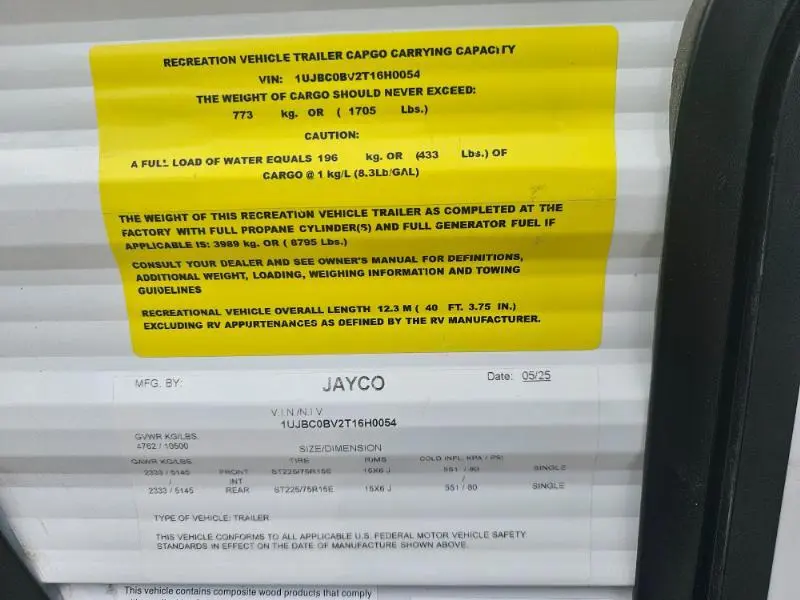 RECREATION VEHICLE TRAILER CAPGO CARRYING CAPACITY
VIN: 1UJBC0BV2T16H0054
THE WEIGHT OF CARGO SHOULD NEVER EXCEED:
773 kg. OR ( 1705 Lbs.)
CAUTION:
A FULL LOAD OF WATER EQUALS 196 kg. OR (433 Lbs.) OF
CARGO @ 1 kg/L (8.3Lb/GAL)
THE WEIGHT OF THIS RECREATION VEHICLE TRAILER AS COMPLETED AT THE
FACTORY WITH FULL PROPANE CYLINDER(S) AND FULL GENERATOR FUEL IF
APPLICABLE IS: 3989 kg. OR ( 8795 Lbs.)
CONSULT YOUR DEALER AND SEE OWNER'S MANUAL FOR DEFINITIONS,
ADDITIONAL WEIGHT, LOADING, WEIGHING INFORMATION AND TOWING
GUIDELINES
RECREATIONAL VEHICLE OVERALL LENGTH 12.3 M ( 40 FT. 3.75 IN.)
EXCLUDING RV APPURTENANCES AS DEFINED BY THE RV MANUFACTURER.
MFG. BY: JAYCO Date: 05/25
V.I.N./N.I.V
1UJBC0BV2T16H0054
GVWR KG/LBS.
4762 / 10500
SIZE/DIMENSION
GAWR KG/LBS. TIRE RIMS COLD INFL. KPA / PSI
2333 / 5145 FRONT ST225/75R15E 15X6 J 551 / 80 SINGLE
/ INT /
2333 / 5145 REAR ST225/75R15E 15X6 J 551 / 80 SINGLE
TYPE OF VEHICLE: TRAILER
THIS VEHICLE CONFORMS TO ALL APPLICABLE U.S. FEDERAL MOTOR VEHICLE SAFETY
STANDARDS IN EFFECT ON THE DATE OF MANUFACTURE SHOWN ABOVE.
This vehicle contains composite wood products that comply